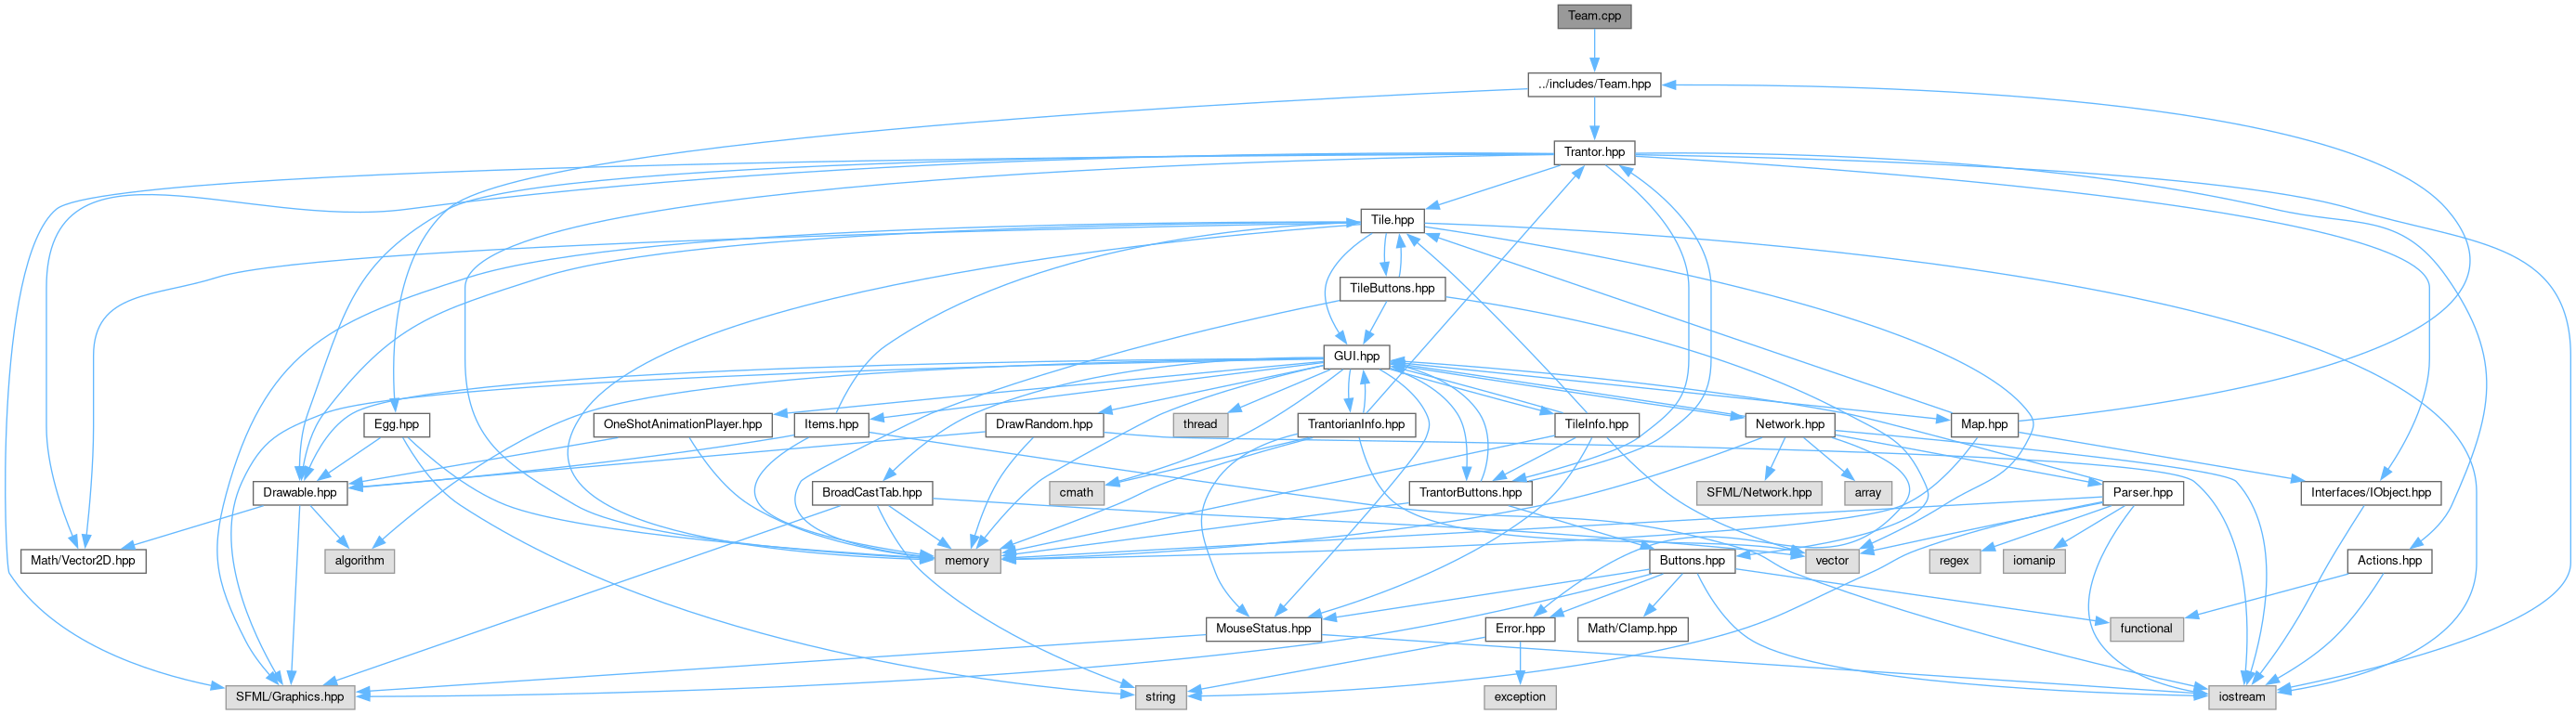 Team.cpp
../includes/Team.hpp
Trantor.hpp
Tile.hpp
TileButtons.hpp
GUI.hpp
Egg.hpp
OneShotAnimationPlayer.hpp
Items.hpp
DrawRandom.hpp
thread
TrantorianInfo.hpp
TileInfo.hpp
Network.hpp
Map.hpp
Drawable.hpp
BroadCastTab.hpp
cmath
TrantorButtons.hpp
SFML/Network.hpp
array
Parser.hpp
Interfaces/IObject.hpp
Math/Vector2D.hpp
algorithm
memory
Buttons.hpp
vector
regex
iomanip
Actions.hpp
MouseStatus.hpp
Error.hpp
Math/Clamp.hpp
functional
SFML/Graphics.hpp
string
exception
iostream